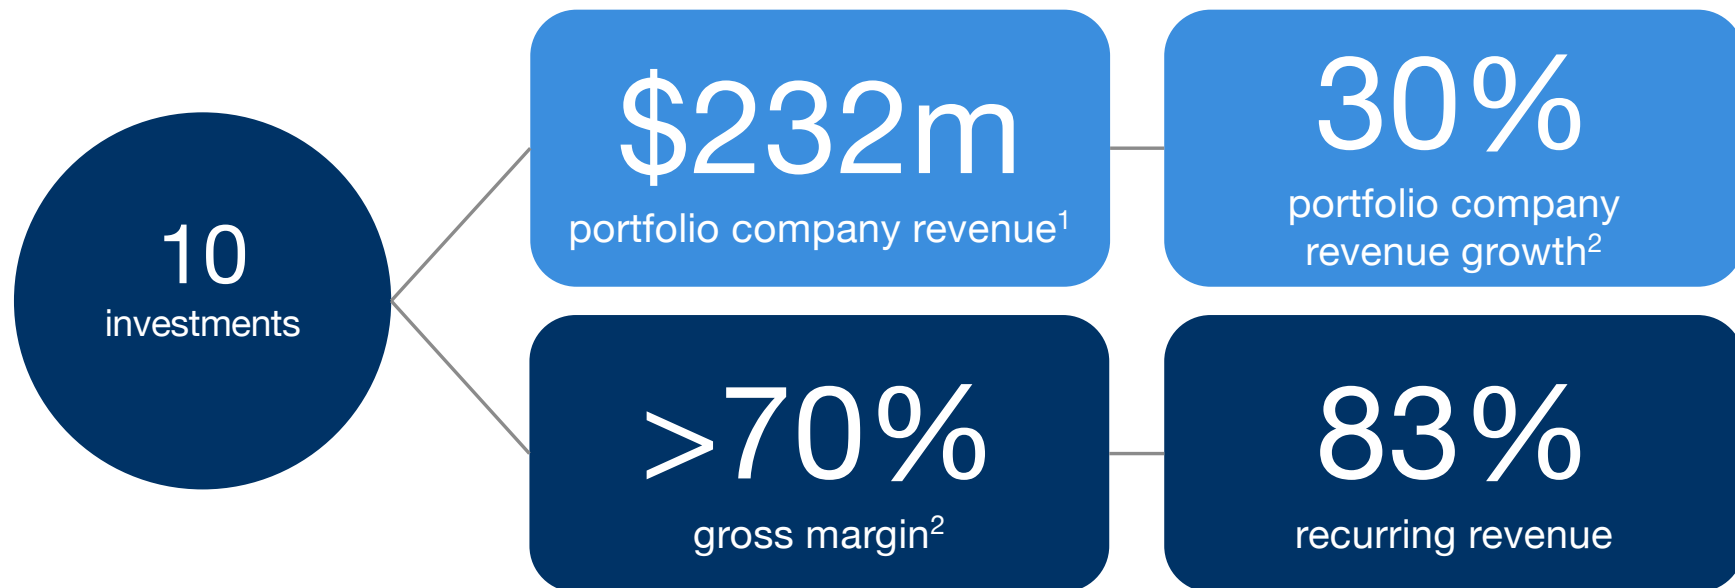 10
investments
$232m
portfolio company revenue¹
30%
portfolio company
revenue growth²
>70%
gross margin²
83%
recurring revenue